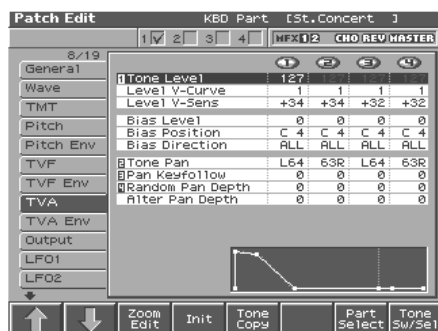 Patch Edit KBD Part [St.Concert ]
1 2 3 4 MFX 1 2 CHO REV MASTER
8/19
General
Wave
TMT
Pitch
Pitch Env
TVF
TVF Env
TVA
TVA Env
Output
LFO1
LFO2
1 2 3 4
1 Tone Level 127 127 127 127
Level V-Curve 1 1 1 1
Level V-Sens +34 +34 +32 +32
Bias Level 0 0 0 0
Bias Position C 4 C 4 C 4 C 4
Bias Direction ALL ALL ALL ALL
2 Tone Pan L64 63R L64 63R
3 Pan Keyfollow 0 0 0 0
4 Random Pan Depth 0 0 0 0
Alter Pan Depth 0 0 0 0
Zoom Edit
Init
Tone Copy
Part Select
Tone Sw/Sel